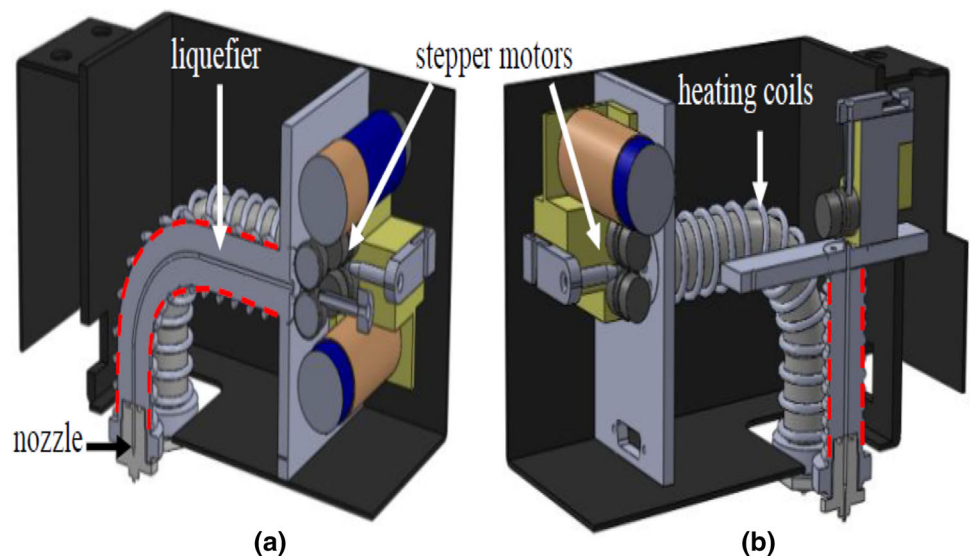 liquefier
stepper motors
heating coils
nozzle
(a)
(b)